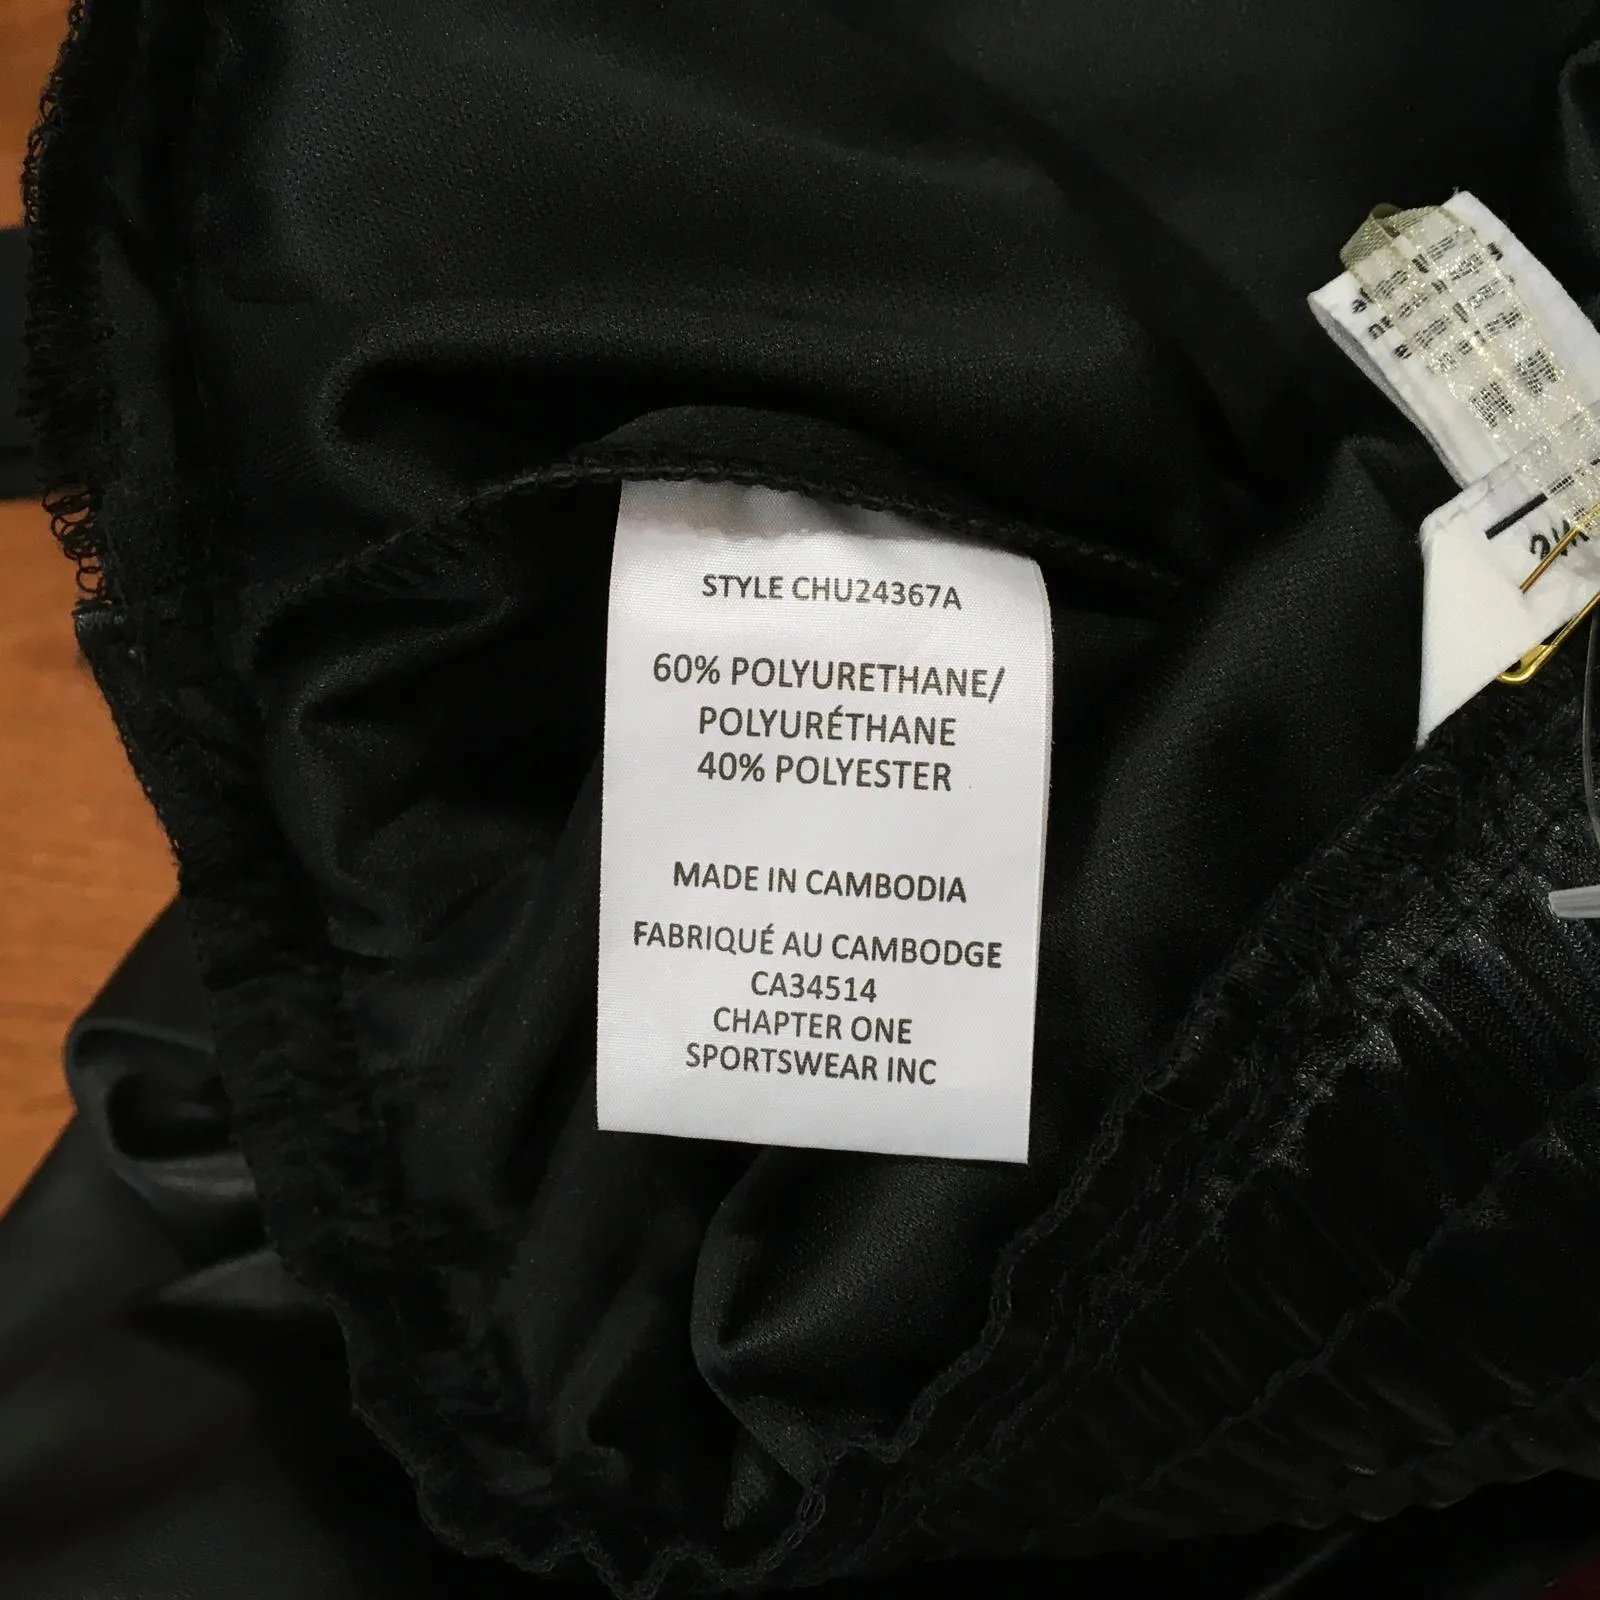 STYLE CHU24367A
60% POLYURETHANE/
POLYURÉTHANE
40% POLYESTER
MADE IN CAMBODIA
FABRIQUÉ AU CAMBODGE
CA34514
CHAPTER ONE
SPORTSWEAR INC